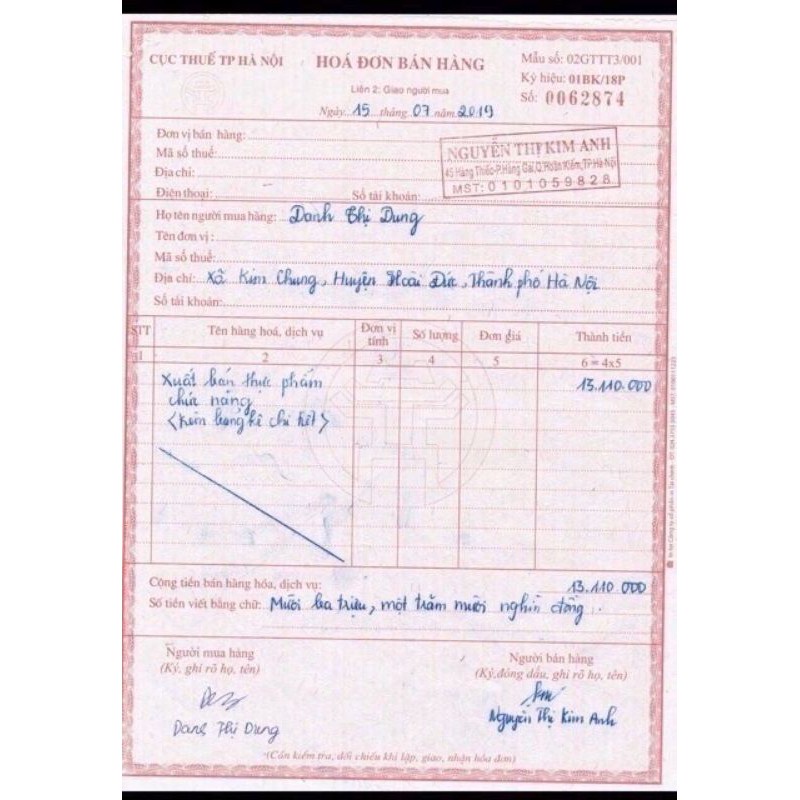 CỤC THUẾ TP HÀ NỘI
HOÁ ĐƠN BÁN HÀNG
Liên 2: Giao người mua
Ngày 15 tháng 07 năm 2019
Mẫu số: 02GTTT3/001
Ký hiệu: 01BK/18P
Số: 0062874
Đơn vị bán hàng:
Mã số thuế:
Địa chỉ:
Điện thoại: Số tài khoản:
NGUYỄN THỊ KIM ANH
45 Hàng Thiếc-P.Hàng Gai,Q.Hoàn Kiếm,TP.Hà Nội
MST: 0101059828
Họ tên người mua hàng: Danh Thị Dung
Tên đơn vị:
Mã số thuế:
Địa chỉ: Xã Kim Chung, Huyện Hoài Đức, Thành phố Hà Nội
Số tài khoản:
STT Tên hàng hoá, dịch vụ Đơn vị tính Số lượng Đơn giá Thành tiền
1 2 3 4 5 6 = 4x5
Xuất bán thực phẩm 13.110.000
chức năng
<Kèm bảng kê chi tiết>
Cộng tiền bán hàng hóa, dịch vụ: 13.110.000
Số tiền viết bằng chữ: Mười ba triệu, một trăm mười nghìn đồng.
Người mua hàng
(Ký, ghi rõ họ, tên)
Danh Thị Dung
Người bán hàng
(Ký,đóng dấu, ghi rõ họ, tên)
Nguyễn Thị Kim Anh
(Cần kiểm tra, đối chiếu khi lập, giao, nhận hóa đơn)